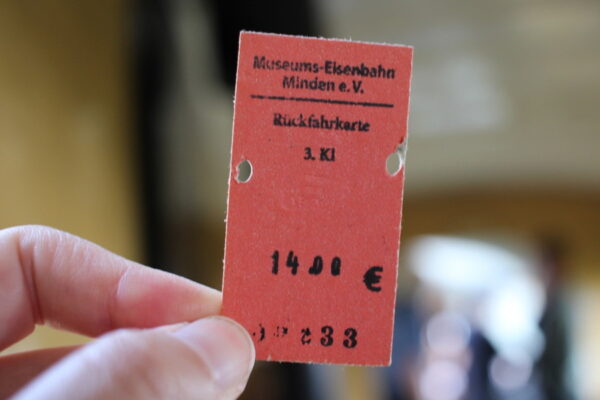 Museums-Eisenbahn
Minden e.V.
Rückfahrkarte
3. Kl
14.00 €